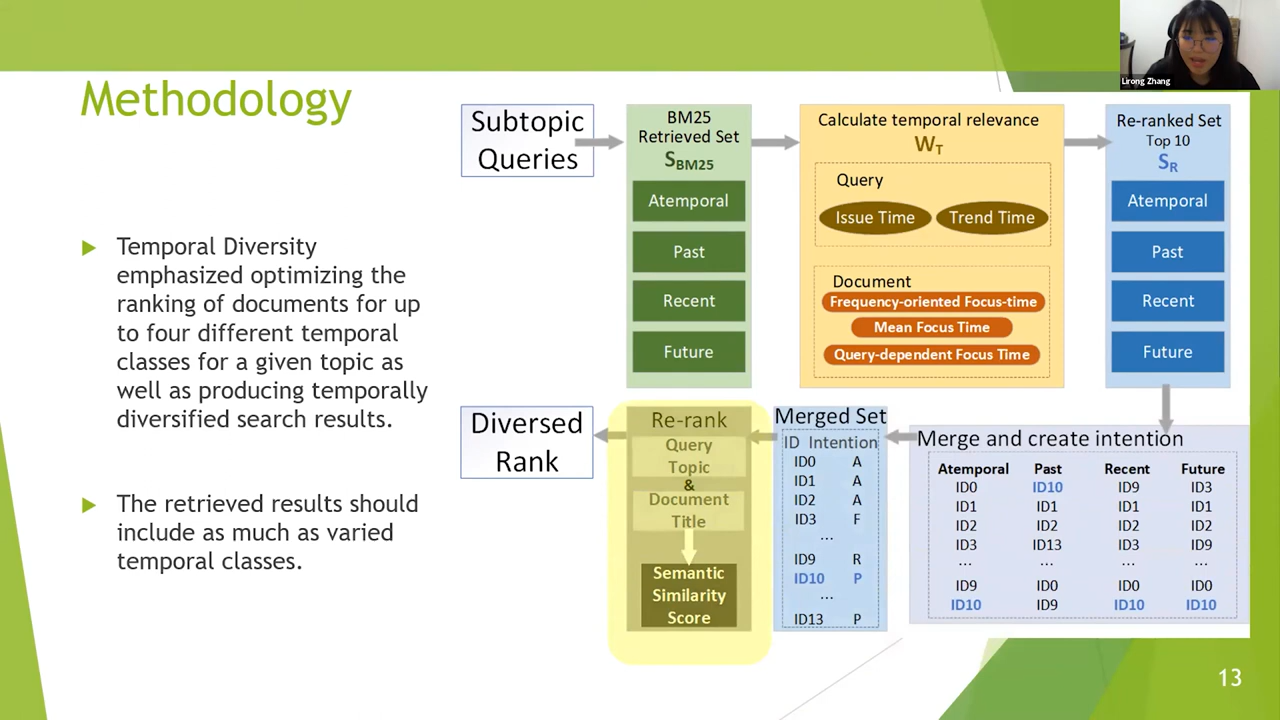 Lirong Zhang
Methodology
Temporal Diversity
emphasized optimizing the
ranking of documents for up
to four different temporal
classes for a given topic as
well as producing temporally
diversified search results.
The retrieved results should
include as much as varied
temporal classes.
Subtopic
Queries
BM25
Retrieved Set
SBM25
Atemporal
Past
Recent
Future
Calculate temporal relevance
WT
Query
Issue Time
Trend Time
Document
Frequency-oriented Focus-time
Mean Focus Time
Query-dependent Focus Time
Re-ranked Set
Top 10
SR
Atemporal
Past
Recent
Future
Merge and create intention
Atemporal Past Recent Future
ID0 ID10 ID9 ID3
ID1 ID1 ID1 ID1
ID2 ID2 ID2 ID2
ID3 ID13 ID3 ID9
... ... ... ...
ID9 ID0 ID0 ID0
ID10 ID9 ID10 ID10
Merged Set
ID Intention
ID0 A
ID1 A
ID2 A
ID3 F
...
ID9 R
ID10 P
...
ID13 P
Re-rank
Query
Topic
&
Document
Title
Semantic
Similarity
Score
Diversed
Rank
13